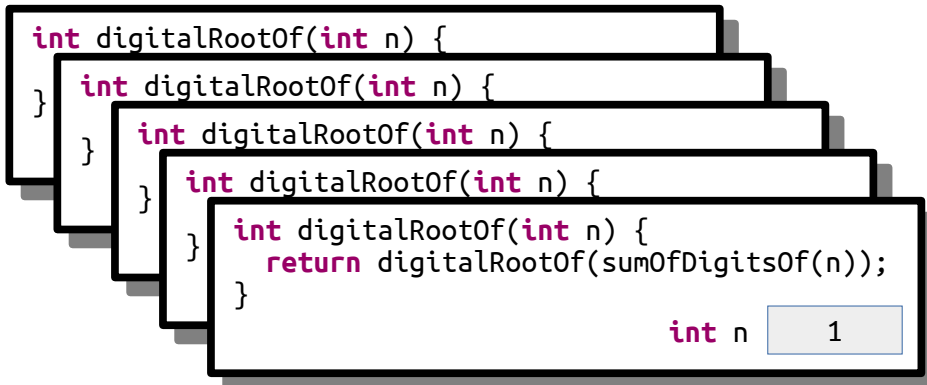 int digitalRootOf(int n) {
}
int digitalRootOf(int n) {
}
int digitalRootOf(int n) {
}
int digitalRootOf(int n) {
}
int digitalRootOf(int n) {
return digitalRootOf(sumOfDigitsOf(n));
}
int n 1